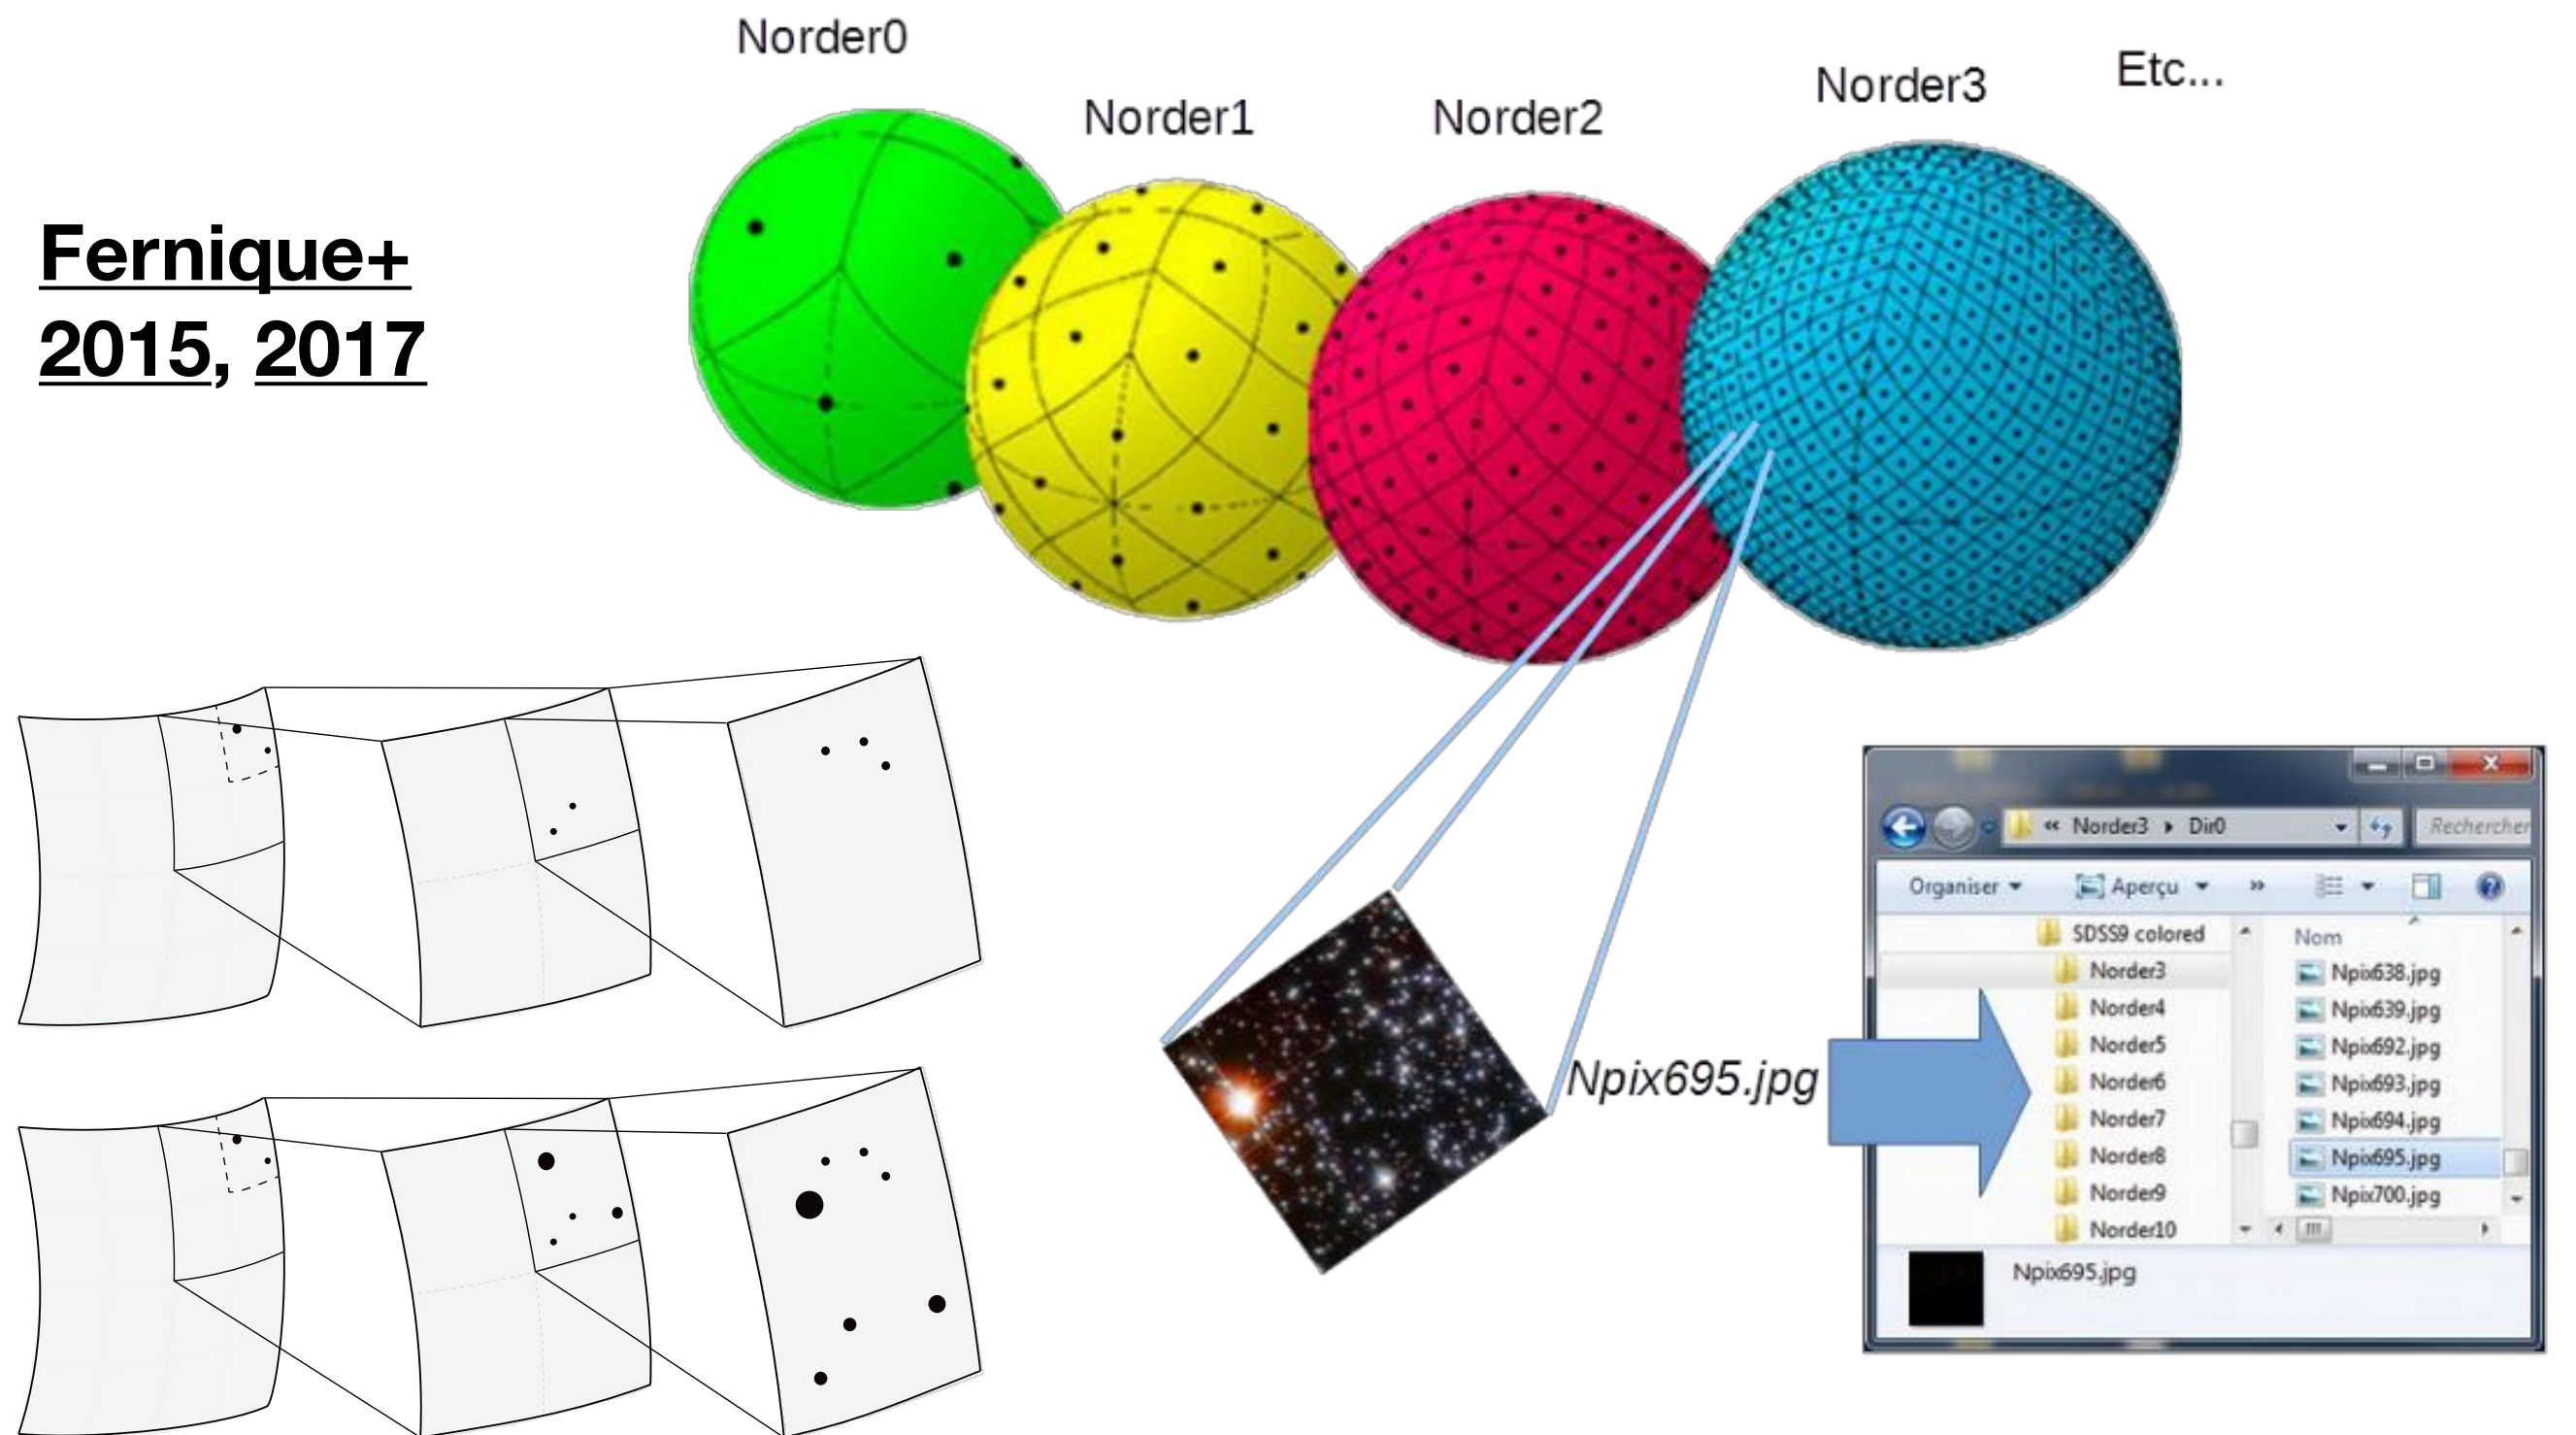 Norder0
Norder1
Norder2
Norder3
Etc...
Fernique+
2015, 2017
Npix695.jpg
« Norder3 Dir0
Rechercher
Organiser
Aperçu
»
SDSS9 colored
Norder3
Norder4
Norder5
Norder6
Norder7
Norder8
Norder9
Norder10
Nom
Npix638.jpg
Npix639.jpg
Npix692.jpg
Npix693.jpg
Npix694.jpg
Npix695.jpg
Npix700.jpg
Npix695.jpg